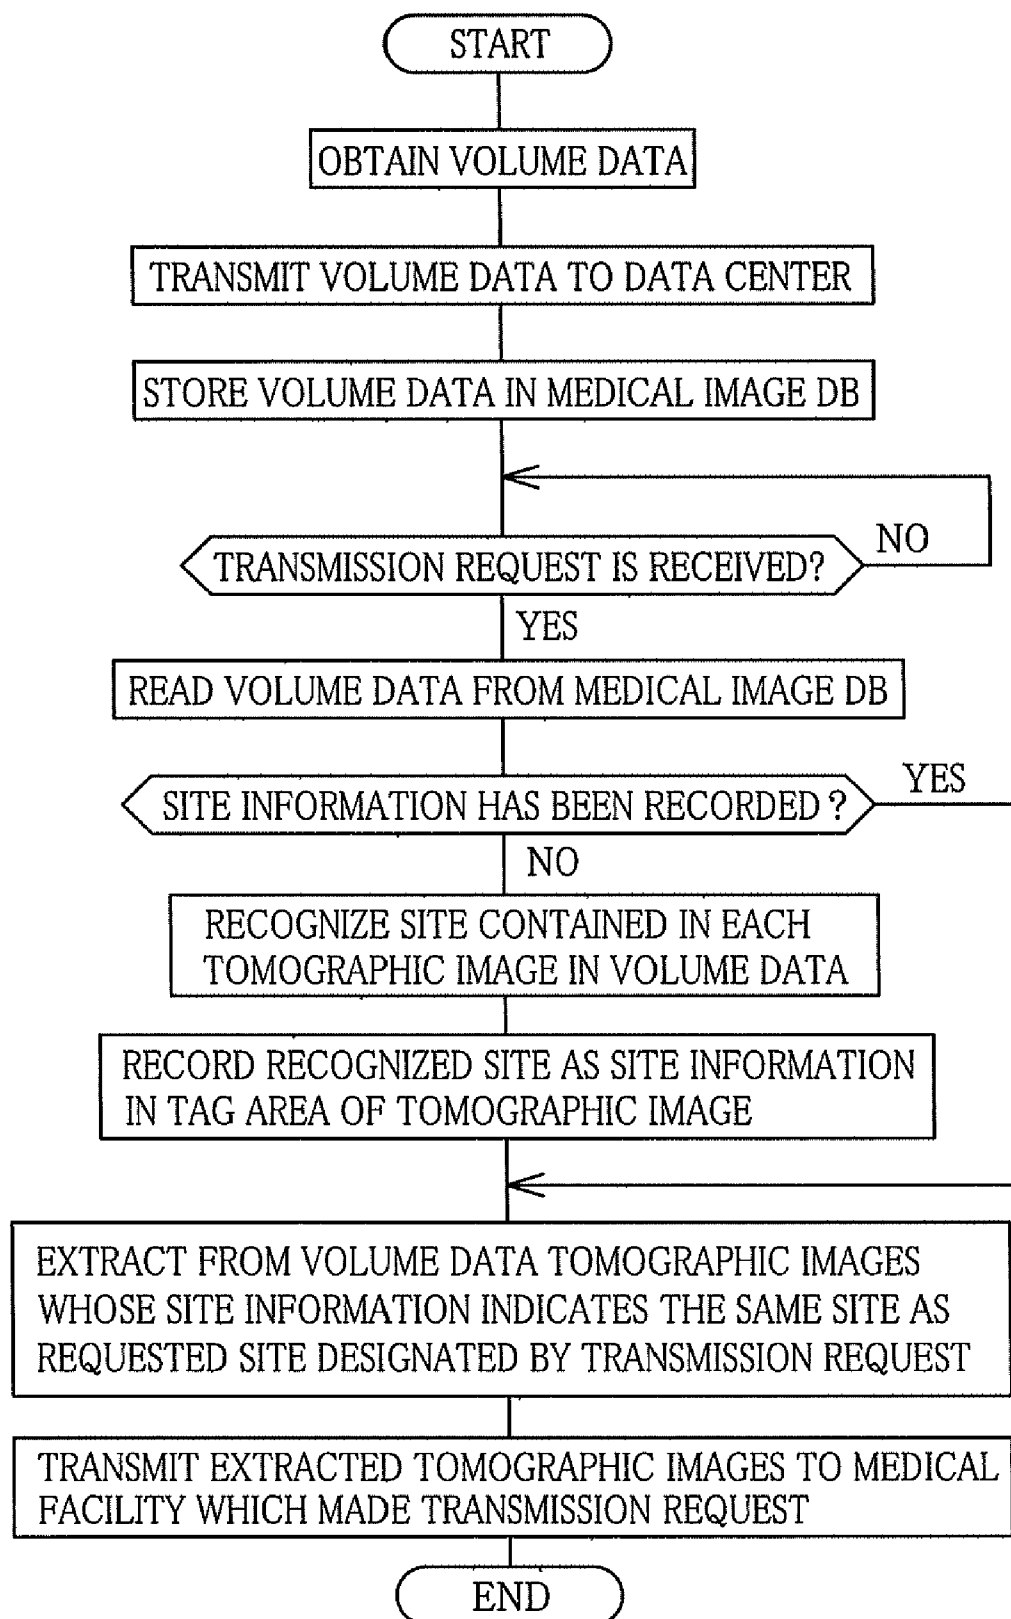 START
OBTAIN VOLUME DATA
TRANSMIT VOLUME DATA TO DATA CENTER
STORE VOLUME DATA IN MEDICAL IMAGE DB
TRANSMISSION REQUEST IS RECEIVED?
NO
YES
READ VOLUME DATA FROM MEDICAL IMAGE DB
SITE INFORMATION HAS BEEN RECORDED ?
YES
NO
RECOGNIZE SITE CONTAINED IN EACH
TOMOGRAPHIC IMAGE IN VOLUME DATA
RECORD RECOGNIZED SITE AS SITE INFORMATION
IN TAG AREA OF TOMOGRAPHIC IMAGE
EXTRACT FROM VOLUME DATA TOMOGRAPHIC IMAGES
WHOSE SITE INFORMATION INDICATES THE SAME SITE AS
REQUESTED SITE DESIGNATED BY TRANSMISSION REQUEST
TRANSMIT EXTRACTED TOMOGRAPHIC IMAGES TO MEDICAL
FACILITY WHICH MADE TRANSMISSION REQUEST
END